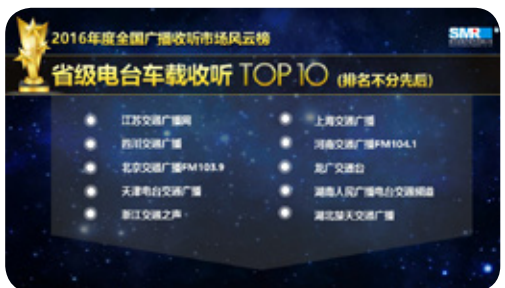 2016年度全国广播收听市场风云榜
SMR
省级电台车载收听 TOP 10 (排名不分先后)
江苏交通广播网
上海交通广播
四川交通广播
河南交通广播FM104.1
北京交通广播FM103.9
龙广交通台
天津电台交通广播
湖南人民广播电台交通频道
浙江交通之声
湖北楚天交通广播